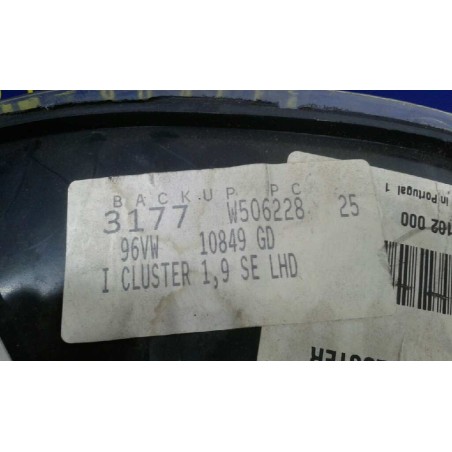 BACKUP PC
3177 W506228 25
96VW 10849 GD
I CLUSTER 1,9 SE LHD
in Portugal 1
102 000